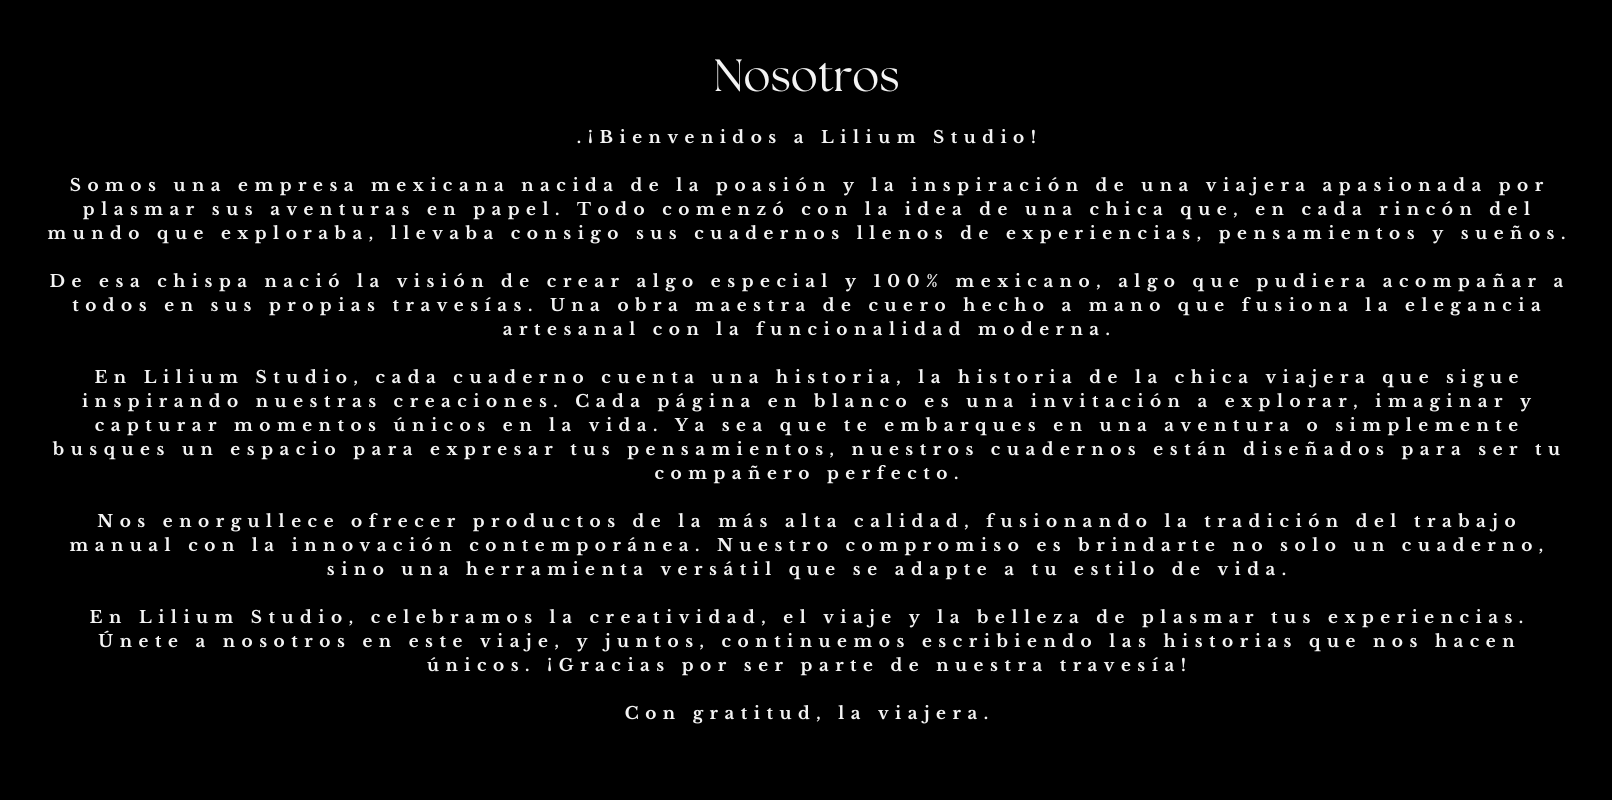 Nosotros
.¡Bienvenidos a Lilium Studio!
Somos una empresa mexicana nacida de la poasión y la inspiración de una viajera apasionada por
plasmar sus aventuras en papel. Todo comenzó con la idea de una chica que, en cada rincón del
mundo que exploraba, llevaba consigo sus cuadernos llenos de experiencias, pensamientos y sueños.
De esa chispa nació la visión de crear algo especial y 100% mexicano, algo que pudiera acompañar a
todos en sus propias travesías. Una obra maestra de cuero hecho a mano que fusiona la elegancia
artesanal con la funcionalidad moderna.
En Lilium Studio, cada cuaderno cuenta una historia, la historia de la chica viajera que sigue
inspirando nuestras creaciones. Cada página en blanco es una invitación a explorar, imaginar y
capturar momentos únicos en la vida. Ya sea que te embarques en una aventura o simplemente
busques un espacio para expresar tus pensamientos, nuestros cuadernos están diseñados para ser tu
compañero perfecto.
Nos enorgullece ofrecer productos de la más alta calidad, fusionando la tradición del trabajo
manual con la innovación contemporánea. Nuestro compromiso es brindarte no solo un cuaderno,
sino una herramienta versátil que se adapte a tu estilo de vida.
En Lilium Studio, celebramos la creatividad, el viaje y la belleza de plasmar tus experiencias.
Únete a nosotros en este viaje, y juntos, continuemos escribiendo las historias que nos hacen
únicos. ¡Gracias por ser parte de nuestra travesía!
Con gratitud, la viajera.